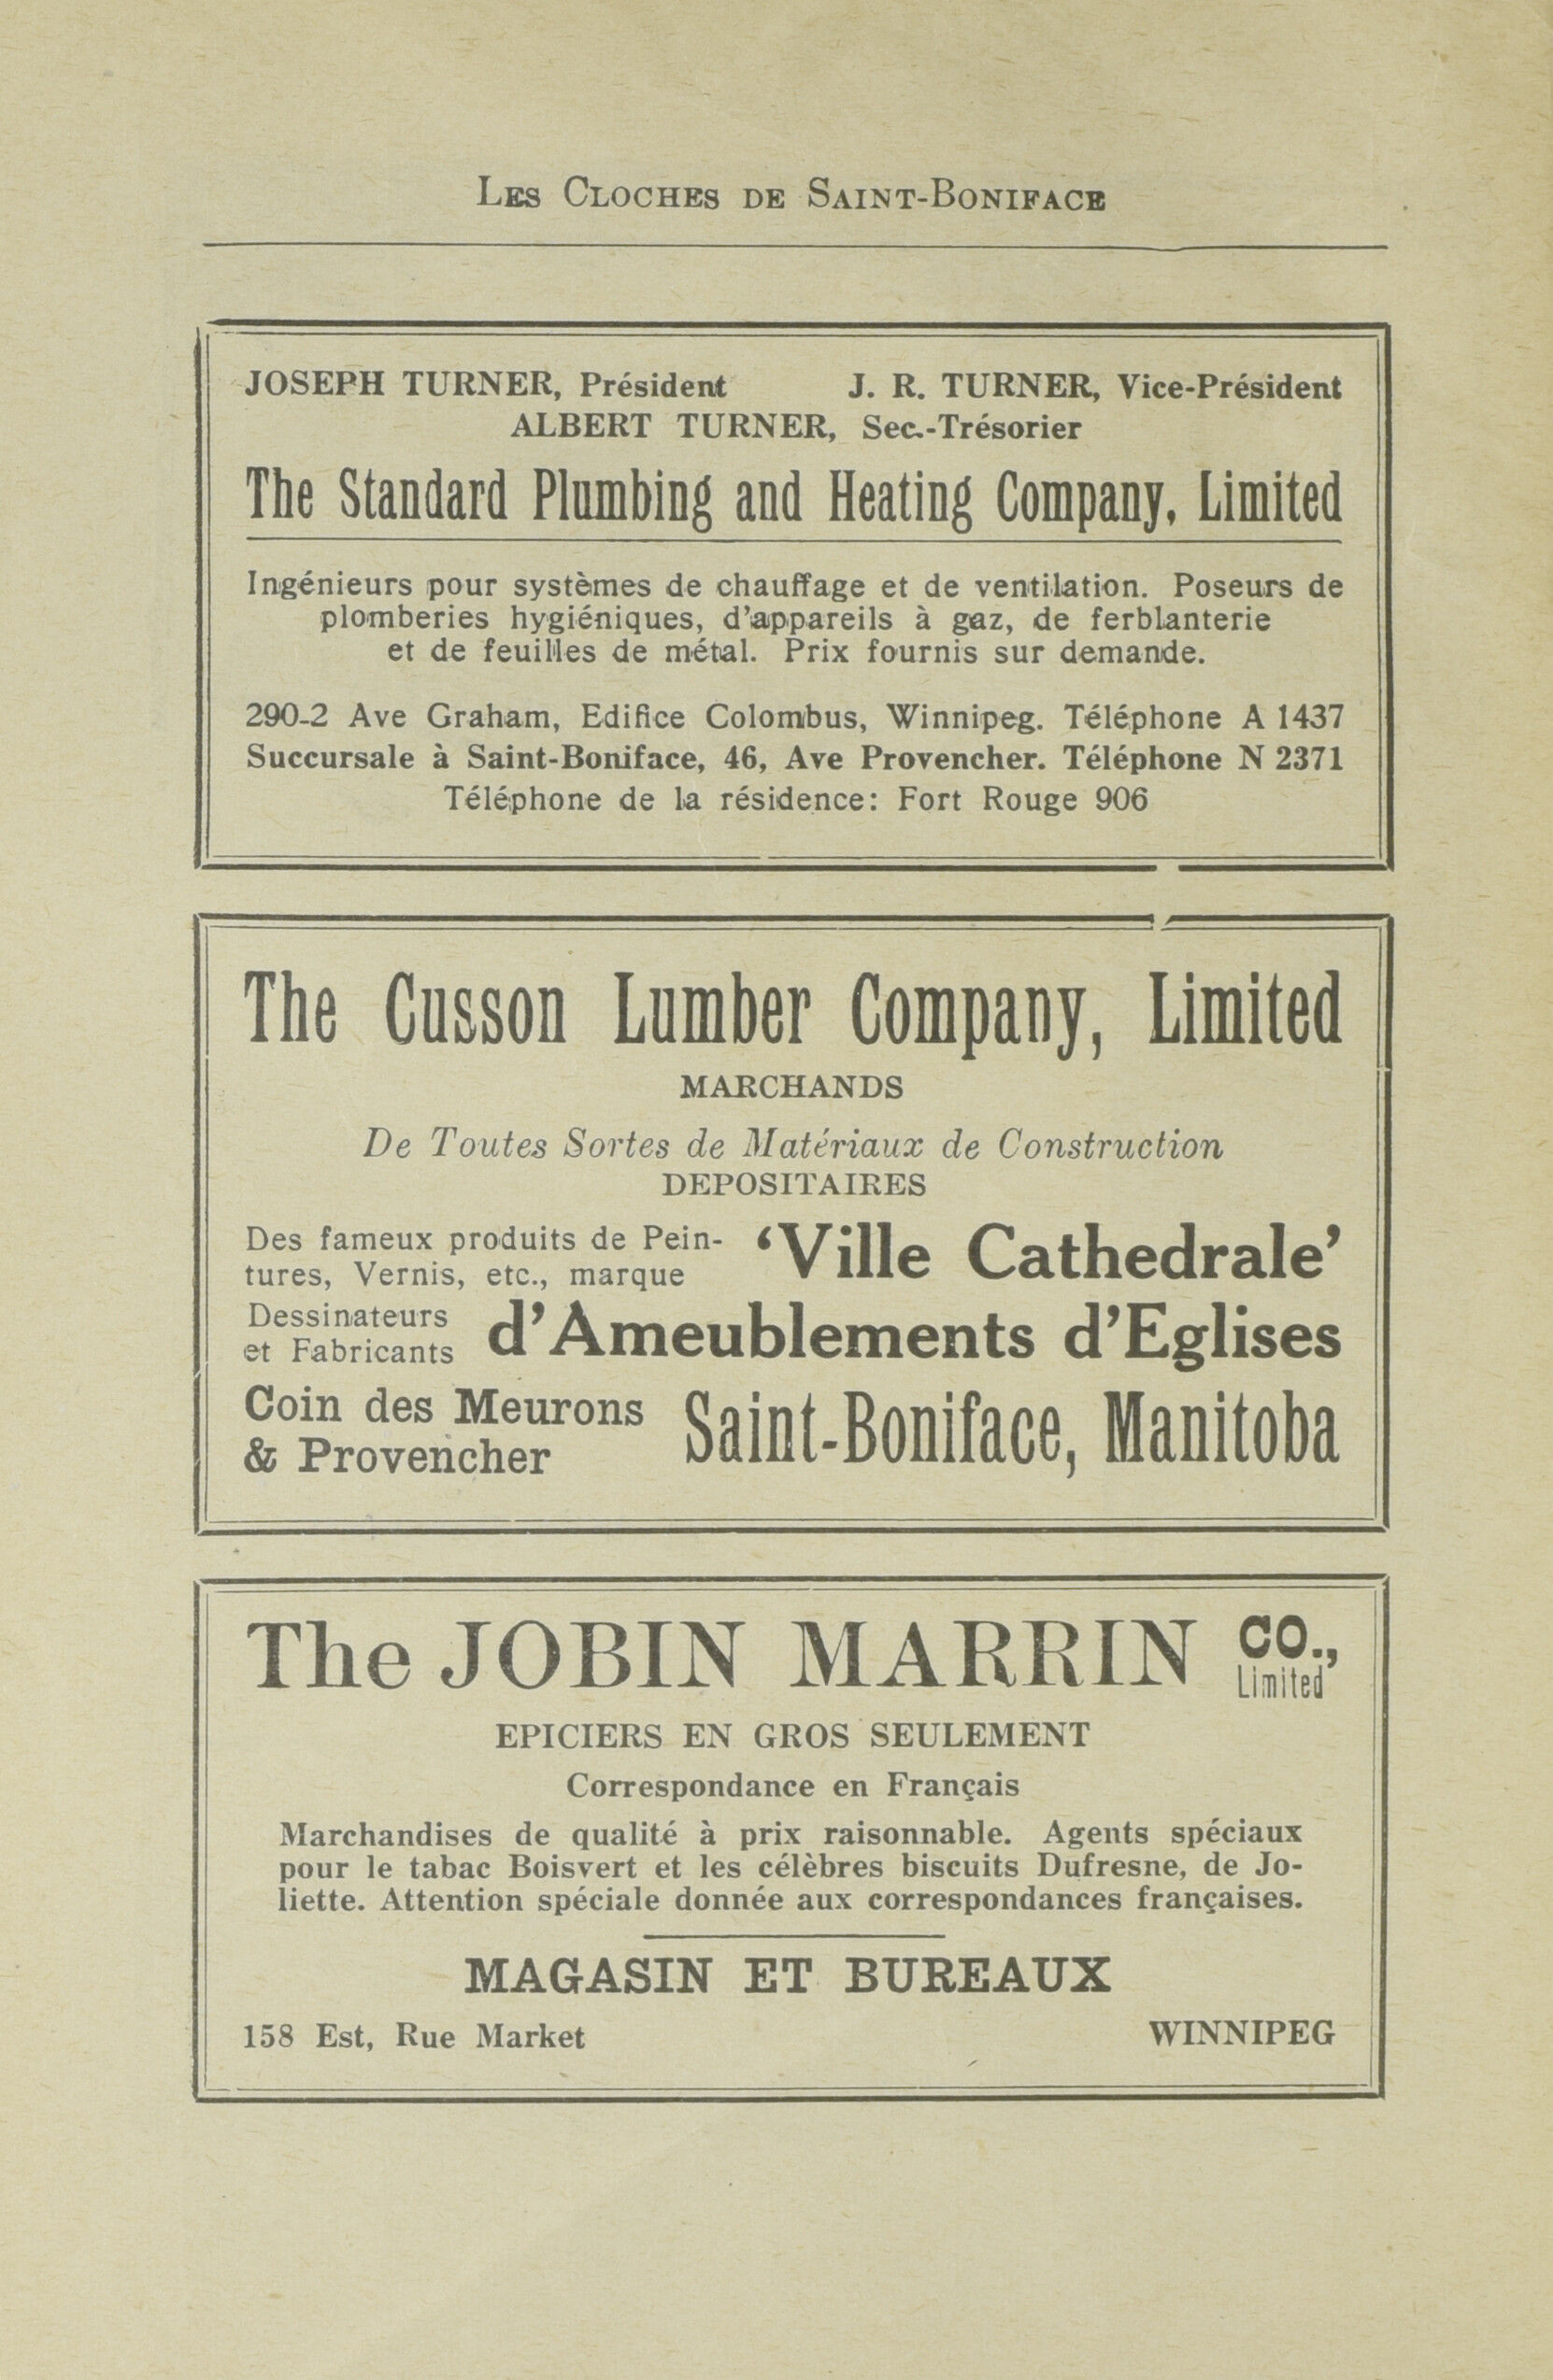 Les Cloches de Saint-Boniface
JOSEPH TURNER, Président J. R. TURNER, Vice-Président
ALBERT TURNER, Sec.-Trésorier
The Standard Plumbing and Heating Company, Limited
Ingénieurs pour systèmes de chauffage et de ventilation. Poseurs de
plomberies hygiéniques, d'appareils à gaz, de ferblanterie
et de feuilles de métal. Prix fournis sur demande.
290-2 Ave Graham, Edifice Colombus, Winnipeg. Téléphone A 1437
Succursale à Saint-Boniface, 46, Ave Provencher. Téléphone N 2371
Téléphone de la résidence: Fort Rouge 906
The Cusson Lumber Company, Limited
MARCHANDS
De Toutes Sortes de Matériaux de Construction
DEPOSITAIRES
Des fameux produits de Pein-
tures, Vernis, etc., marque
'Ville Cathedrale'
Dessinateurs
et Fabricants
d'Ameublements d'Eglises
Coin des Meurons
& Provencher
Saint-Boniface, Manitoba
The JOBIN MARRIN CO.,
Limited
EPICIERS EN GROS SEULEMENT
Correspondance en Français
Marchandises de qualité à prix raisonnable. Agents spéciaux
pour le tabac Boisvert et les célèbres biscuits Dufresne, de Jo-
liette. Attention spéciale donnée aux correspondances françaises.
MAGASIN ET BUREAUX
158 Est, Rue Market WINNIPEG